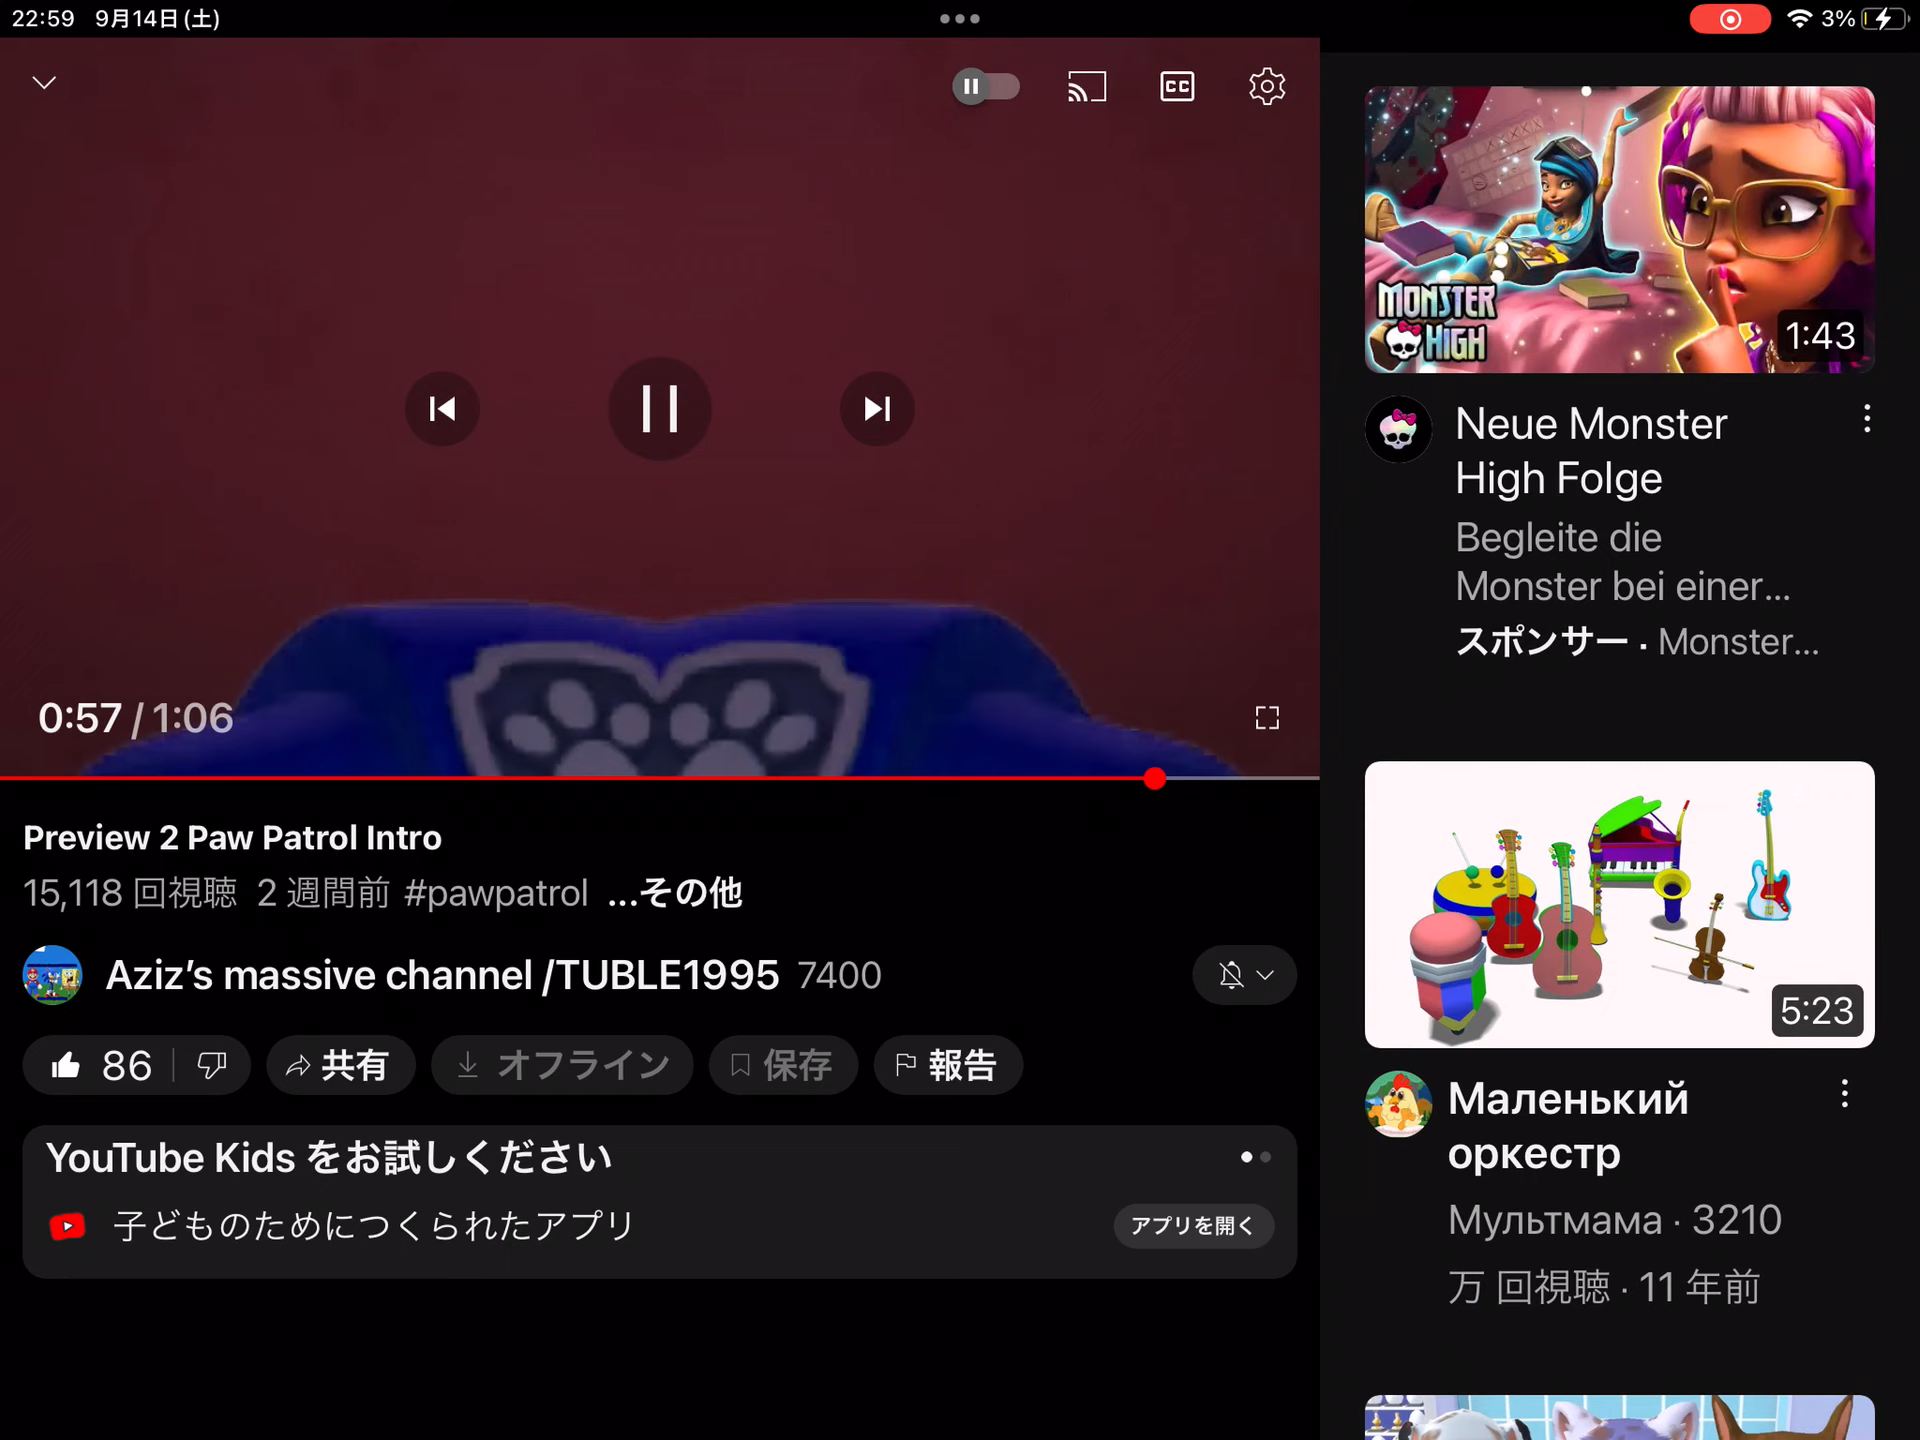 22:59 9月14日(土)
3%
CC
0:57 / 1:06
Preview 2 Paw Patrol Intro
15,118 回視聴 2 週間前 #pawpatrol ...その他
Aziz’s massive channel /TUBLE1995 7400
86
共有
オフライン
保存
報告
YouTube Kids をお試しください
子どものためにつくられたアプリ
アプリを開く
MONSTER
HIGH
1:43
Neue Monster
High Folge
Begleite die
Monster bei einer...
スポンサー · Monster...
5:23
Маленький
оркестр
Мультмама · 3210
万 回視聴 · 11 年前